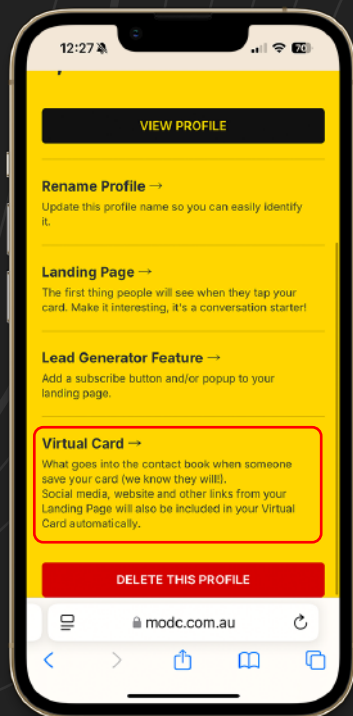 12:27
70
VIEW PROFILE
Rename Profile →
Update this profile name so you can easily identify
it.
Landing Page →
The first thing people will see when they tap your
card. Make it interesting, it's a conversation starter!
Lead Generator Feature →
Add a subscribe button and/or popup to your
landing page.
Virtual Card →
What goes into the contact book when someone
save your card (we know they will!).
Social media, website and other links from your
Landing Page will also be included in your Virtual
Card automatically.
DELETE THIS PROFILE
modc.com.au